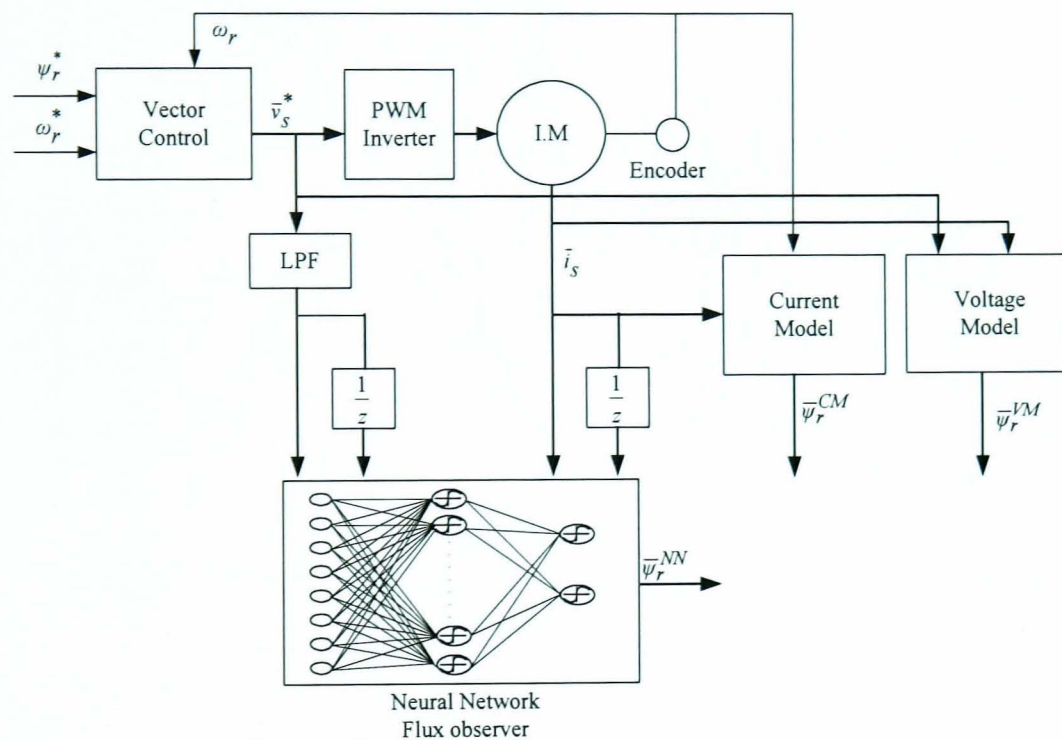 ω_r
ψ_r^*
ω_r^*
Vector
Control
v̄_s^*
PWM
Inverter
I.M
Encoder
LPF
ī_s
Current
Model
Voltage
Model
1/z
1/z
ψ̄_r^{CM}
ψ̄_r^{VM}
ψ̄_r^{NN}
Neural Network
Flux observer